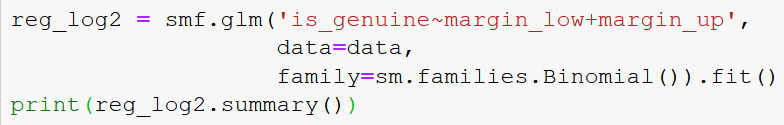 reg_log2 = smf.glm('is_genuine~margin_low+margin_up',
data=data,
family=sm.families.Binomial()).fit()
print(reg_log2.summary())